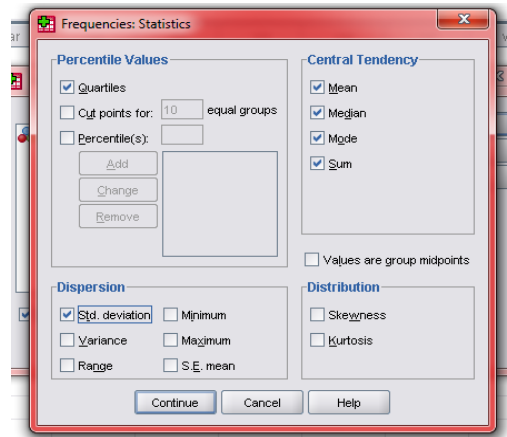 Frequencies: Statistics
Percentile Values
Quartiles
Cut points for: 10 equal groups
Percentile(s):
Add
Change
Remove
Central Tendency
Mean
Median
Mode
Sum
Values are group midpoints
Dispersion
Std. deviation Minimum
Variance Maximum
Range S.E. mean
Distribution
Skewness
Kurtosis
Continue Cancel Help